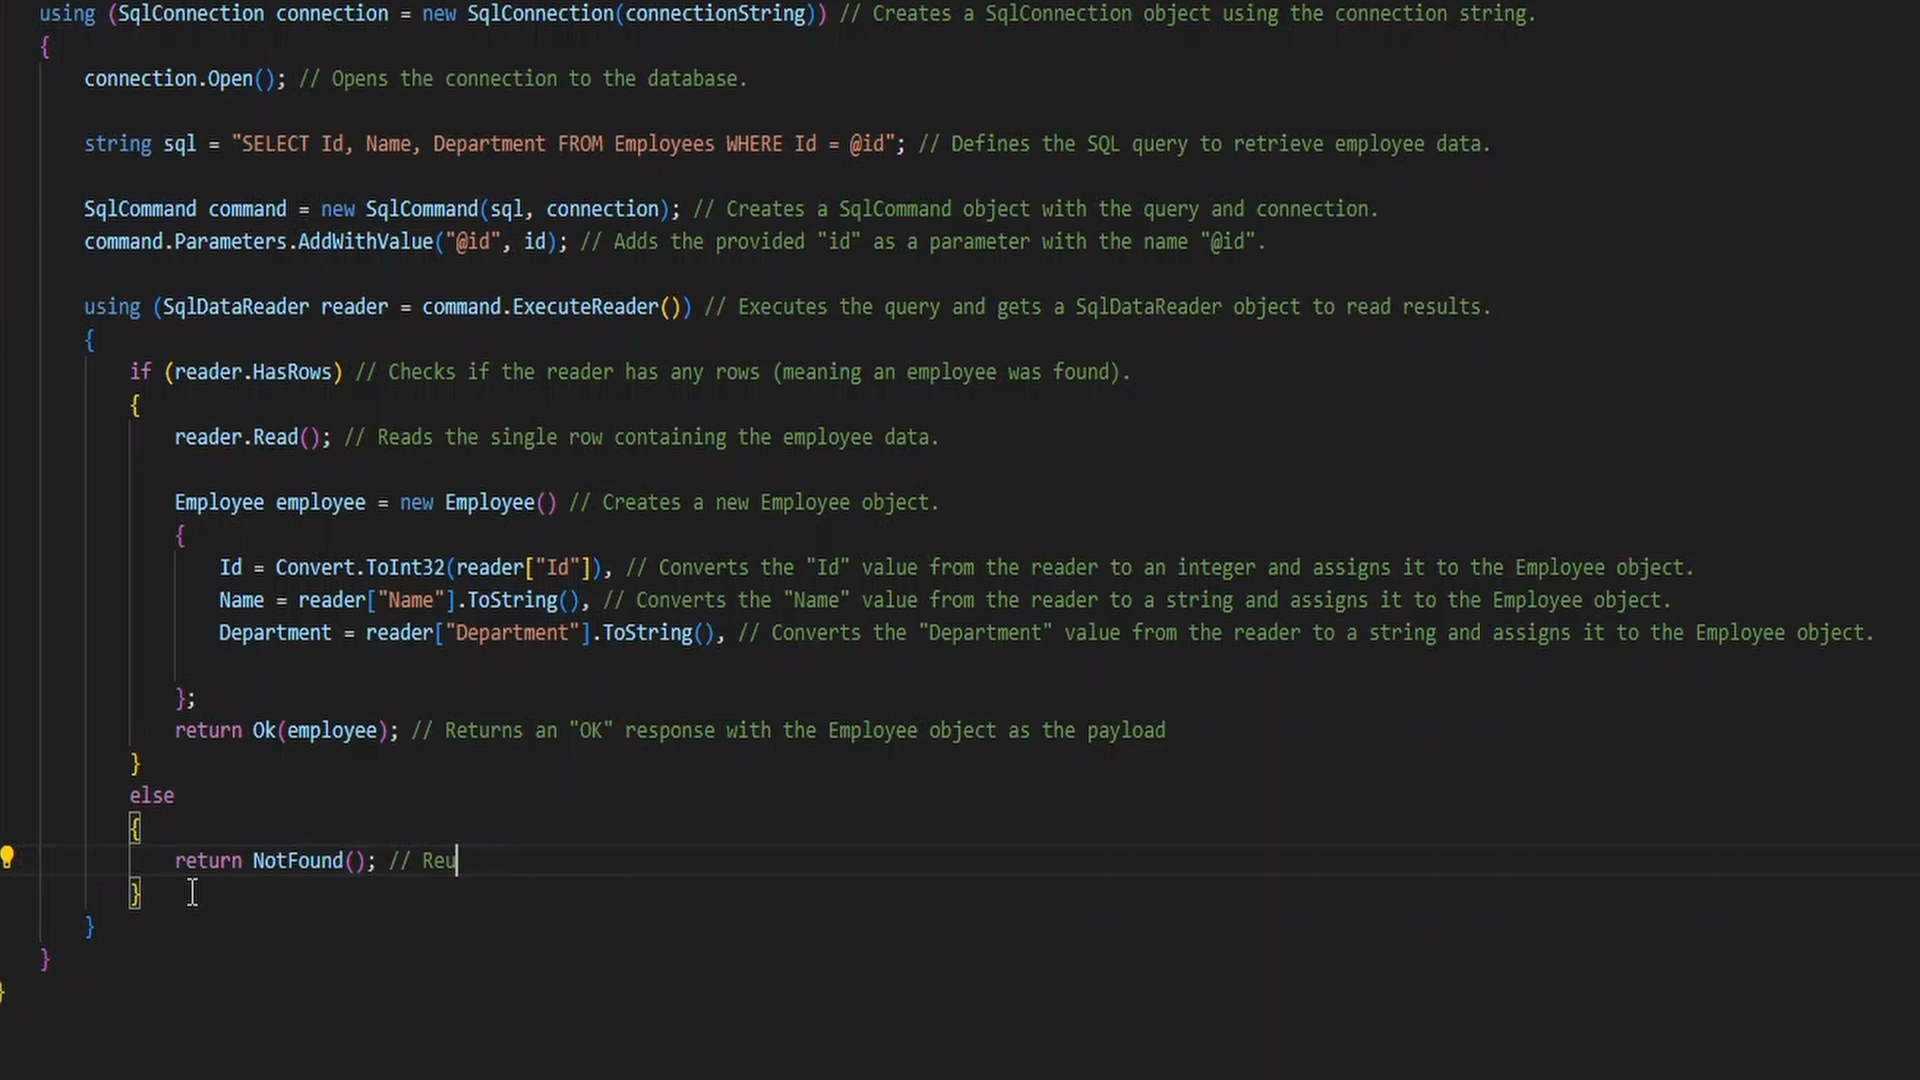 using (SqlConnection connection = new SqlConnection(connectionString)) // Creates a SqlConnection object using the connection string.
{
connection.Open(); // Opens the connection to the database.
string sql = "SELECT Id, Name, Department FROM Employees WHERE Id = @id"; // Defines the SQL query to retrieve employee data.
SqlCommand command = new SqlCommand(sql, connection); // Creates a SqlCommand object with the query and connection.
command.Parameters.AddWithValue("@id", id); // Adds the provided "id" as a parameter with the name "@id".
using (SqlDataReader reader = command.ExecuteReader()) // Executes the query and gets a SqlDataReader object to read results.
{
if (reader.HasRows) // Checks if the reader has any rows (meaning an employee was found).
{
reader.Read(); // Reads the single row containing the employee data.
Employee employee = new Employee() // Creates a new Employee object.
{
Id = Convert.ToInt32(reader["Id"]), // Converts the "Id" value from the reader to an integer and assigns it to the Employee object.
Name = reader["Name"].ToString(), // Converts the "Name" value from the reader to a string and assigns it to the Employee object.
Department = reader["Department"].ToString(), // Converts the "Department" value from the reader to a string and assigns it to the Employee object.
};
return Ok(employee); // Returns an "OK" response with the Employee object as the payload
}
else
{
return NotFound(); // Reu
}
}
}
}